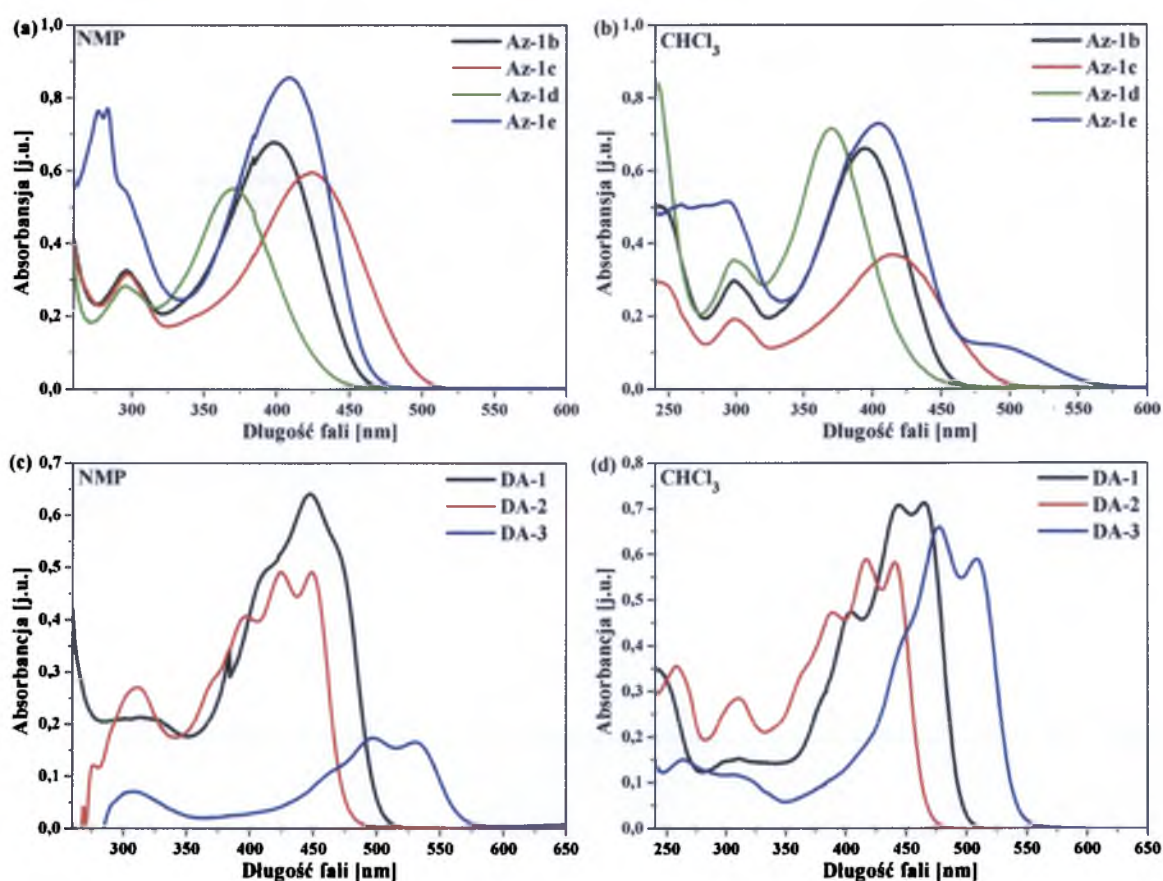 (a)
NMP
Az-1b
Az-1c
Az-1d
Az-1e
Absorbansja [j.u.]
1,0
0,8
0,6
0,4
0,2
0,0
300 350 400 450 500 550 600
Długość fali [nm]
(b)
CHCl₃
Az-1b
Az-1c
Az-1d
Az-1e
Absorbansja [j.u.]
1,0
0,8
0,6
0,4
0,2
0,0
250 300 350 400 450 500 550 600
Długość fali [nm]
(c)
NMP
DA-1
DA-2
DA-3
Absorbancja [j.u.]
0,7
0,6
0,5
0,4
0,3
0,2
0,1
0,0
300 350 400 450 500 550 600 650
Długość fali [nm]
(d)
CHCl₃
DA-1
DA-2
DA-3
Absorbancja [j.u.]
0,8
0,7
0,6
0,5
0,4
0,3
0,2
0,1
0,0
250 300 350 400 450 500 550 600 650
Długość fali [nm]